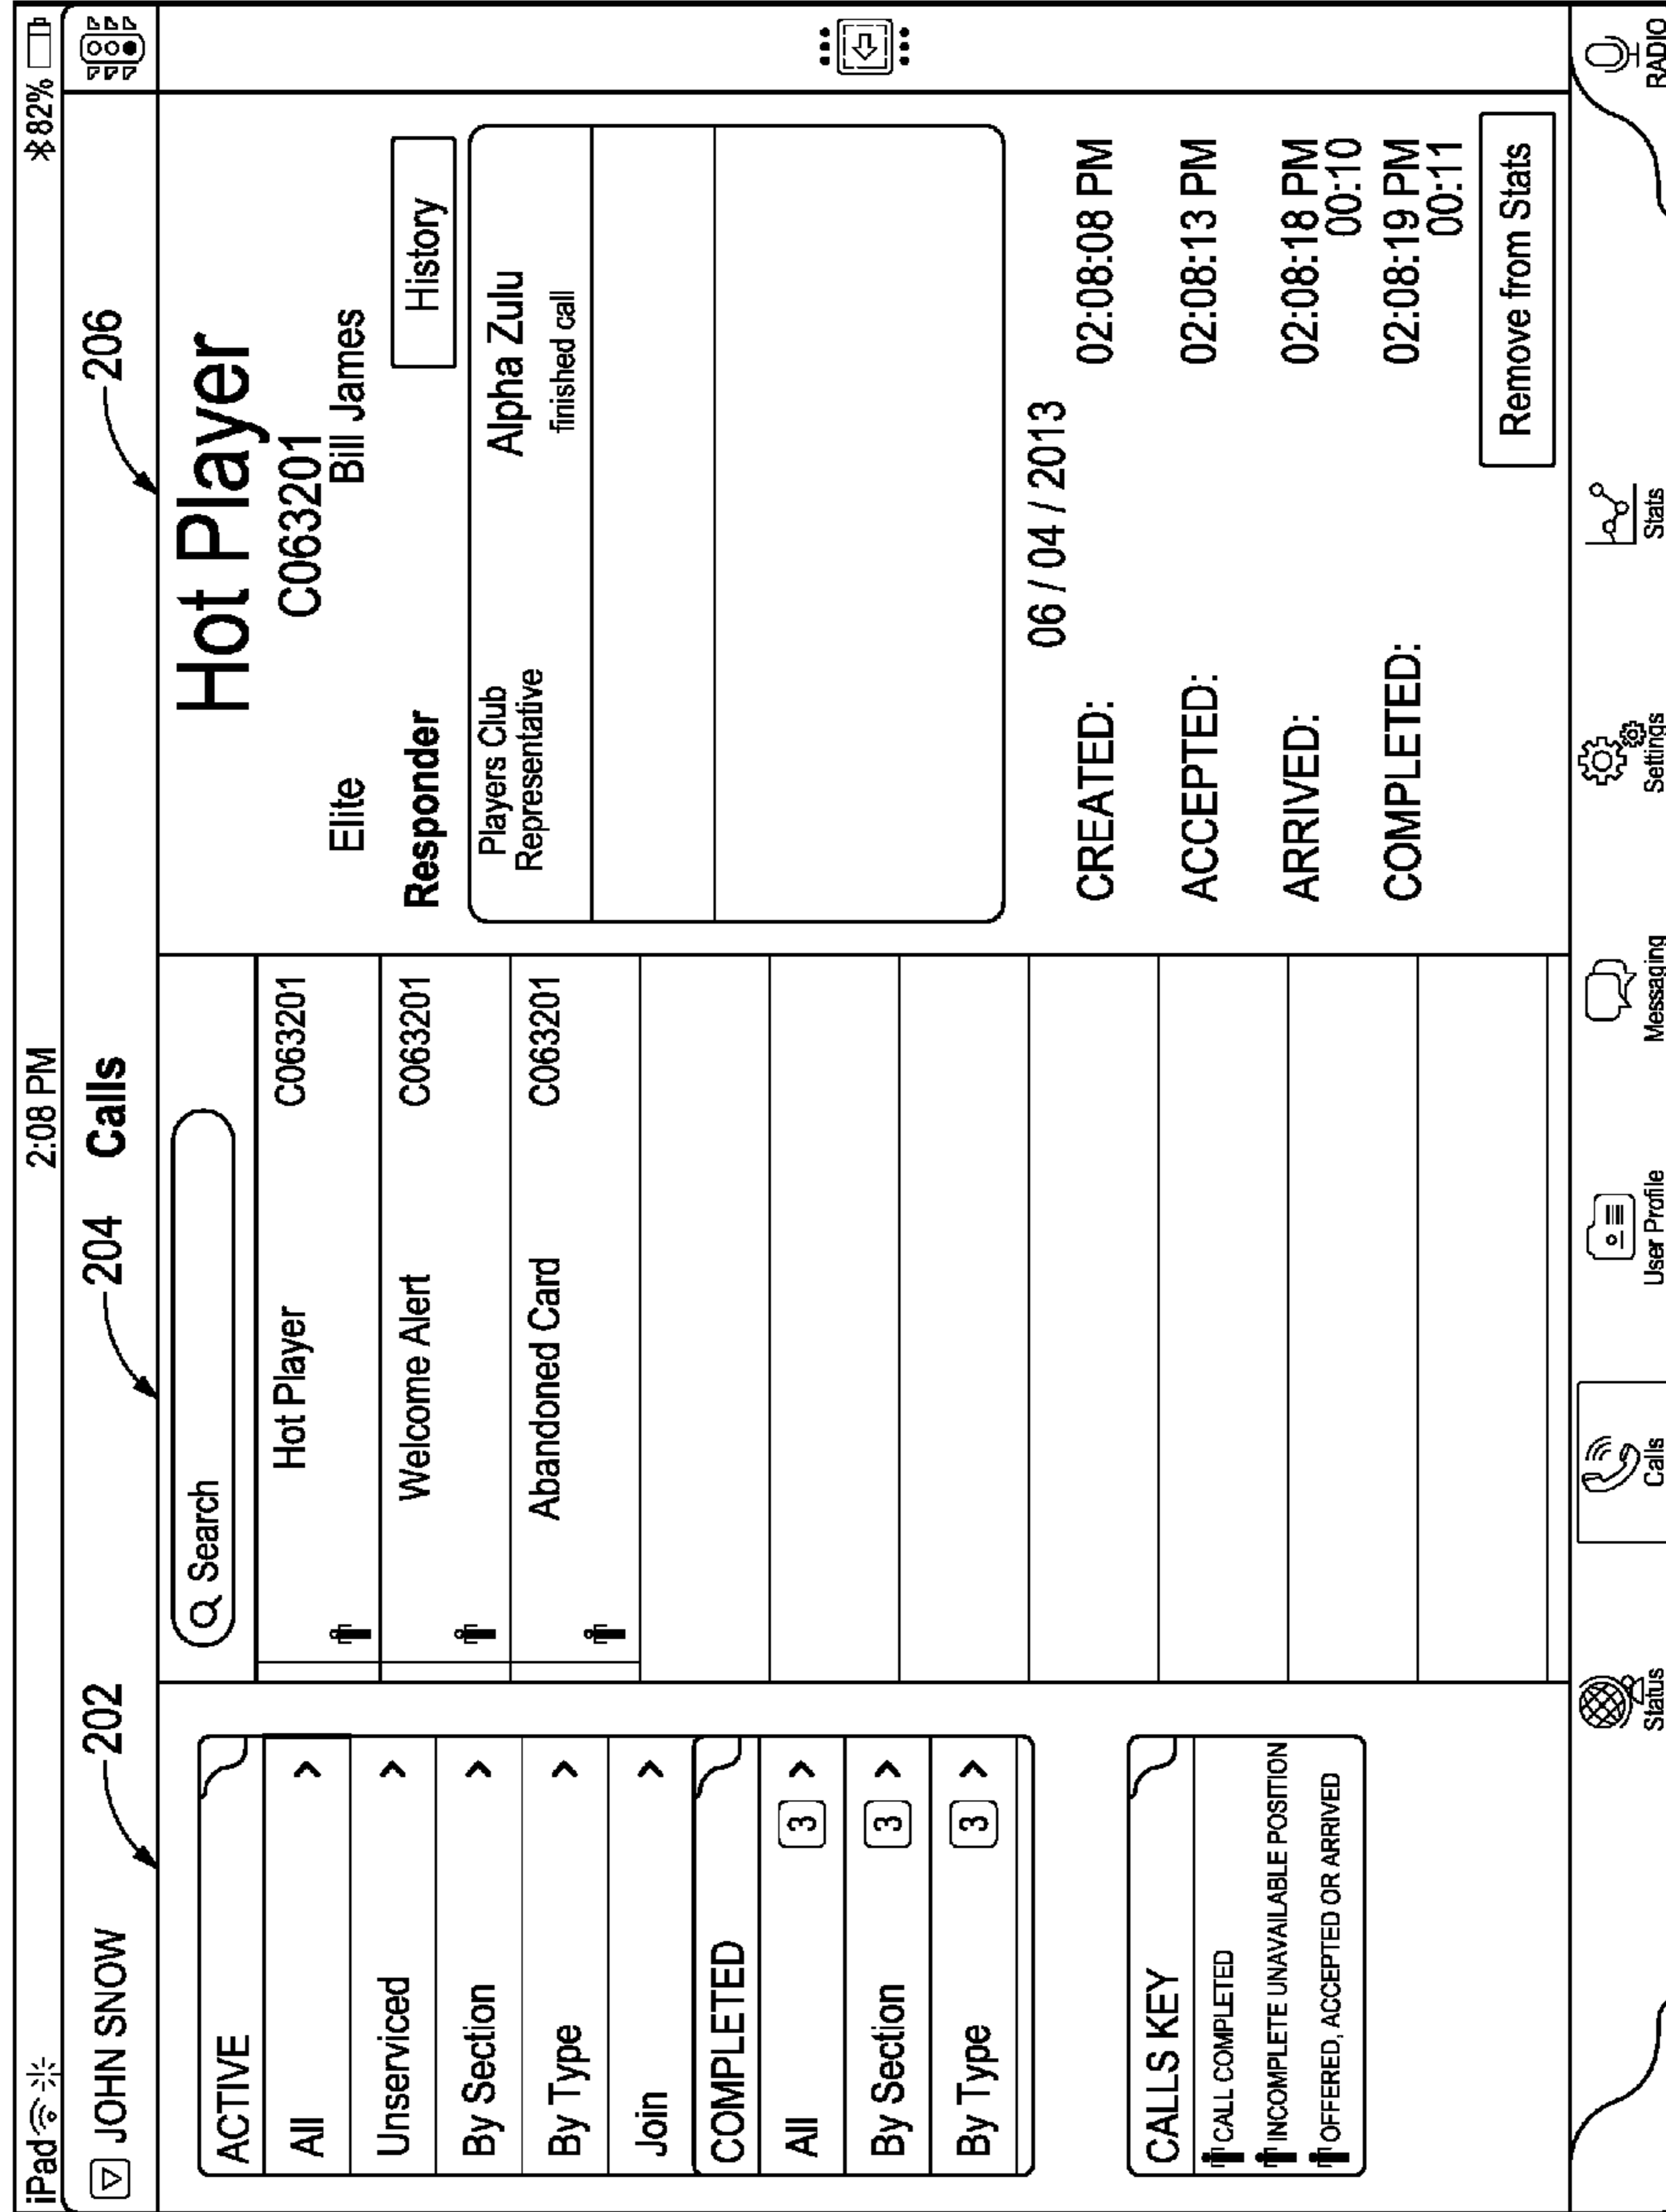 iPad 2:08 PM 82%
JOHN SNOW 202 204 Calls 206
ACTIVE
All
Unserviced
By Section
By Type
Join
COMPLETED
All 3
By Section 3
By Type 3
CALLS KEY
CALL COMPLETED
INCOMPLETE UNAVAILABLE POSITION
OFFERED, ACCEPTED OR ARRIVED
Search
Hot Player C063201
Welcome Alert C063201
Abandoned Card C063201
Hot Player
C063201
Elite Bill James
Responder History
Players Club
Representative
Alpha Zulu
finished call
06 / 04 / 2013
CREATED: 02:08:08 PM
ACCEPTED: 02:08:13 PM
ARRIVED: 02:08:18 PM
00:10
COMPLETED: 02:08:19 PM
00:11
Remove from Stats
Status Calls User Profile Messaging Settings Stats RADIO